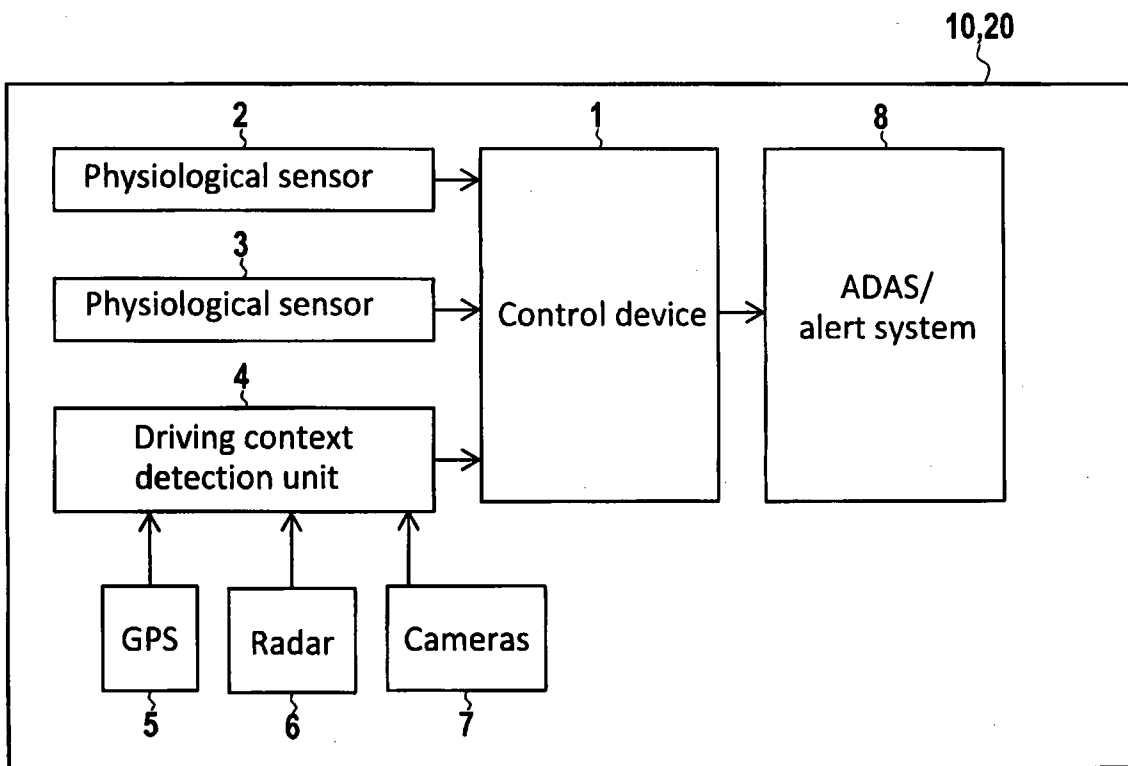 10,20
2
1
8
Physiological sensor
3
Physiological sensor
Control device
ADAS/
alert system
4
Driving context
detection unit
GPS
Radar
Cameras
5
6
7